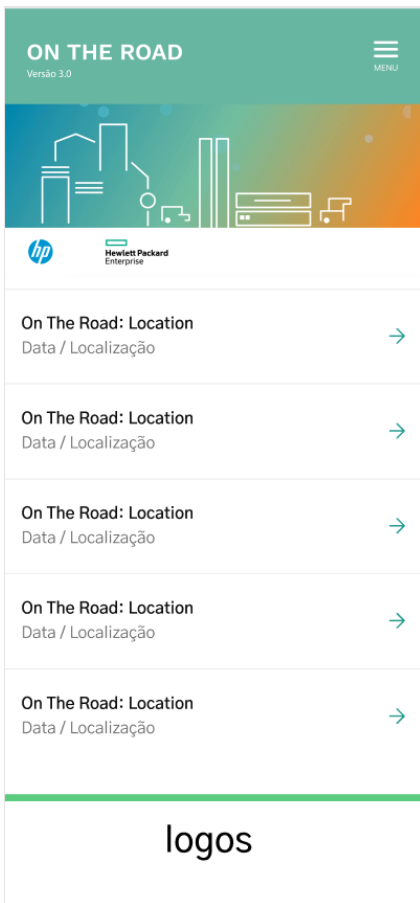 ON THE ROAD
Versão 3.0
MENU
hp
Hewlett Packard
Enterprise
On The Road: Location
Data / Localização
On The Road: Location
Data / Localização
On The Road: Location
Data / Localização
On The Road: Location
Data / Localização
On The Road: Location
Data / Localização
logos